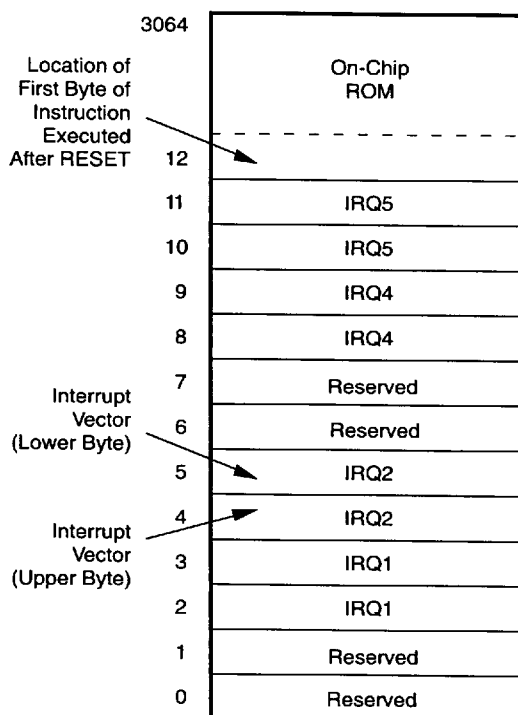 3064
On-Chip
ROM
Location of
First Byte of
Instruction
Executed
After RESET
12
11 IRQ5
10 IRQ5
9 IRQ4
8 IRQ4
7 Reserved
6 Reserved
Interrupt
Vector
(Lower Byte)
5 IRQ2
4 IRQ2
Interrupt
Vector
(Upper Byte)
3 IRQ1
2 IRQ1
1 Reserved
0 Reserved